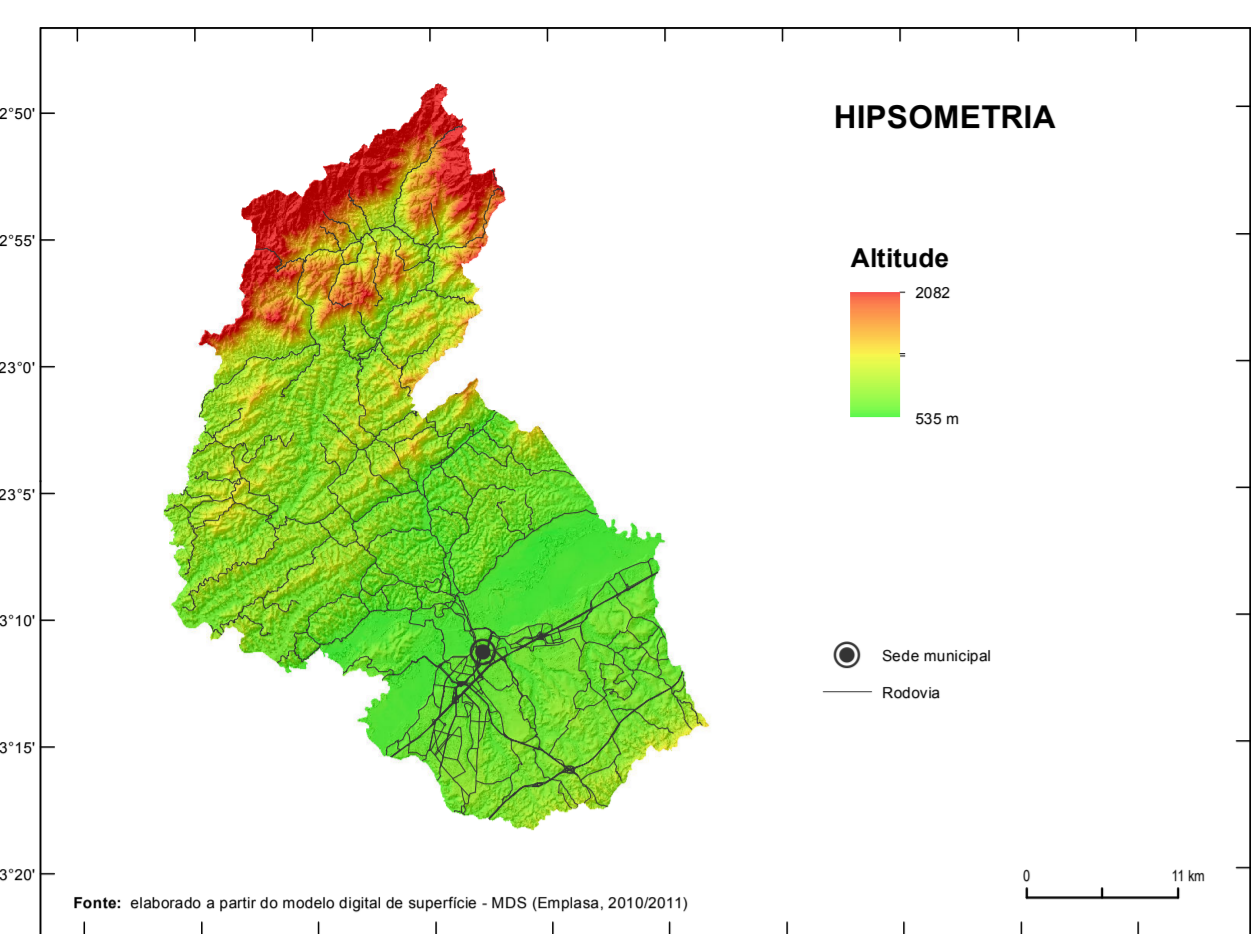 HIPSOMETRIA
2°50'
2°55'
23°0'
23°5'
3°10'
3°15'
3°20'
Altitude
2082
535 m
Sede municipal
Rodovia
0 11 km
Fonte: elaborado a partir do modelo digital de superfície - MDS (Emplasa, 2010/2011)